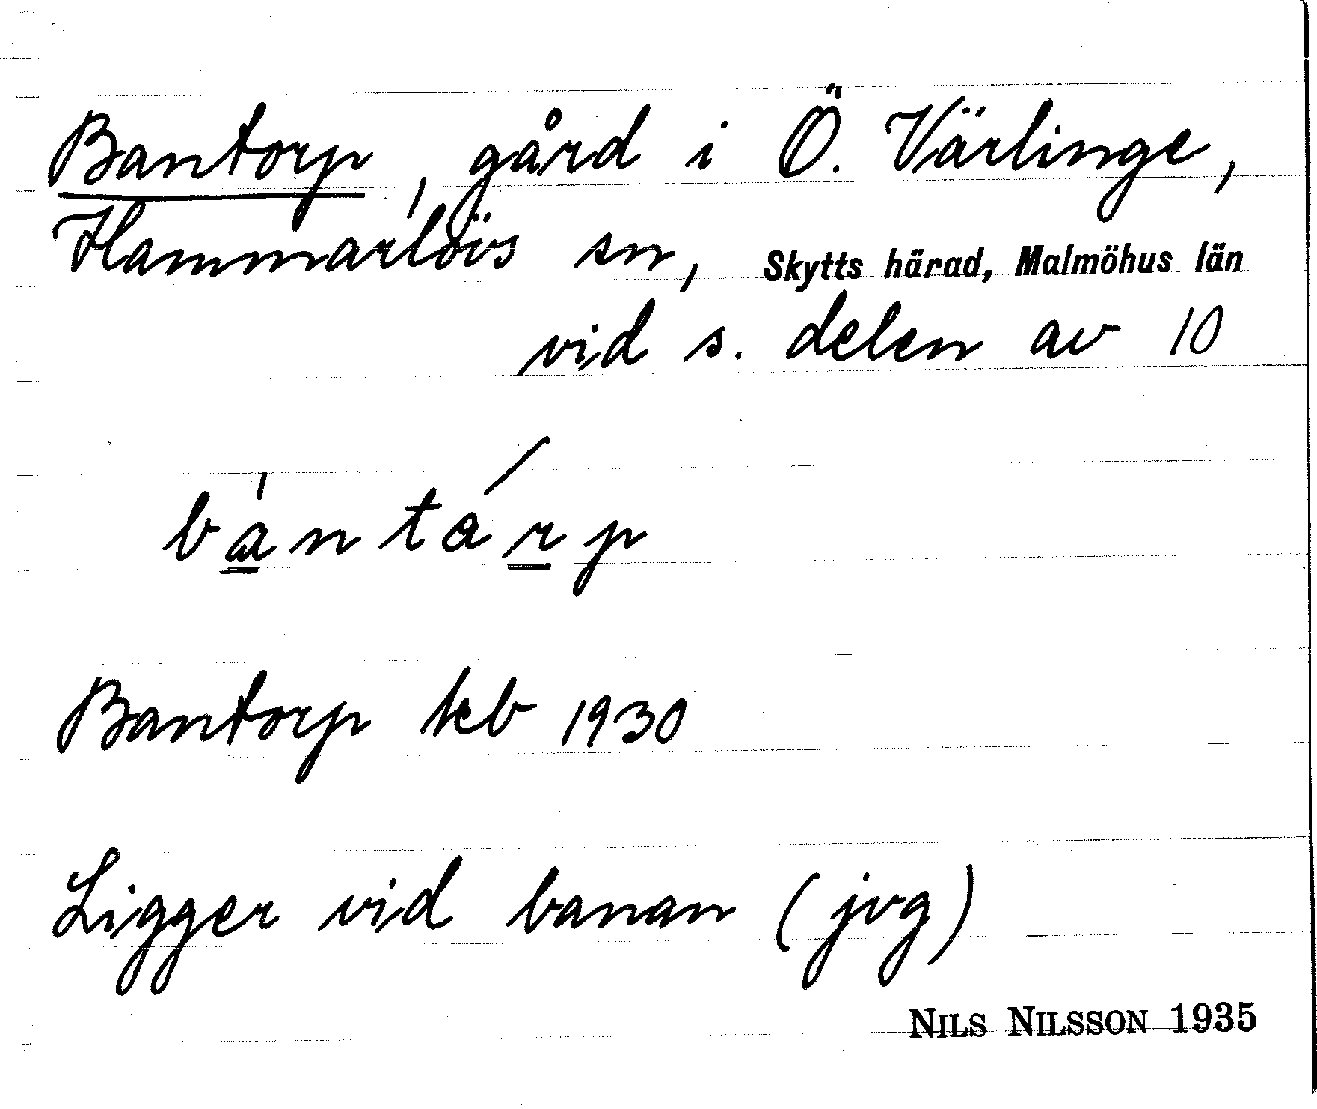 Bantorp, gård i Ö. Värlinge,
Hammarlövs sn, Skytts härad, Malmöhus län
vid s. delen av 10
bántárp
Bantorp kb 1930
Ligger vid banan (jvg)
NILS NILSSON 1935